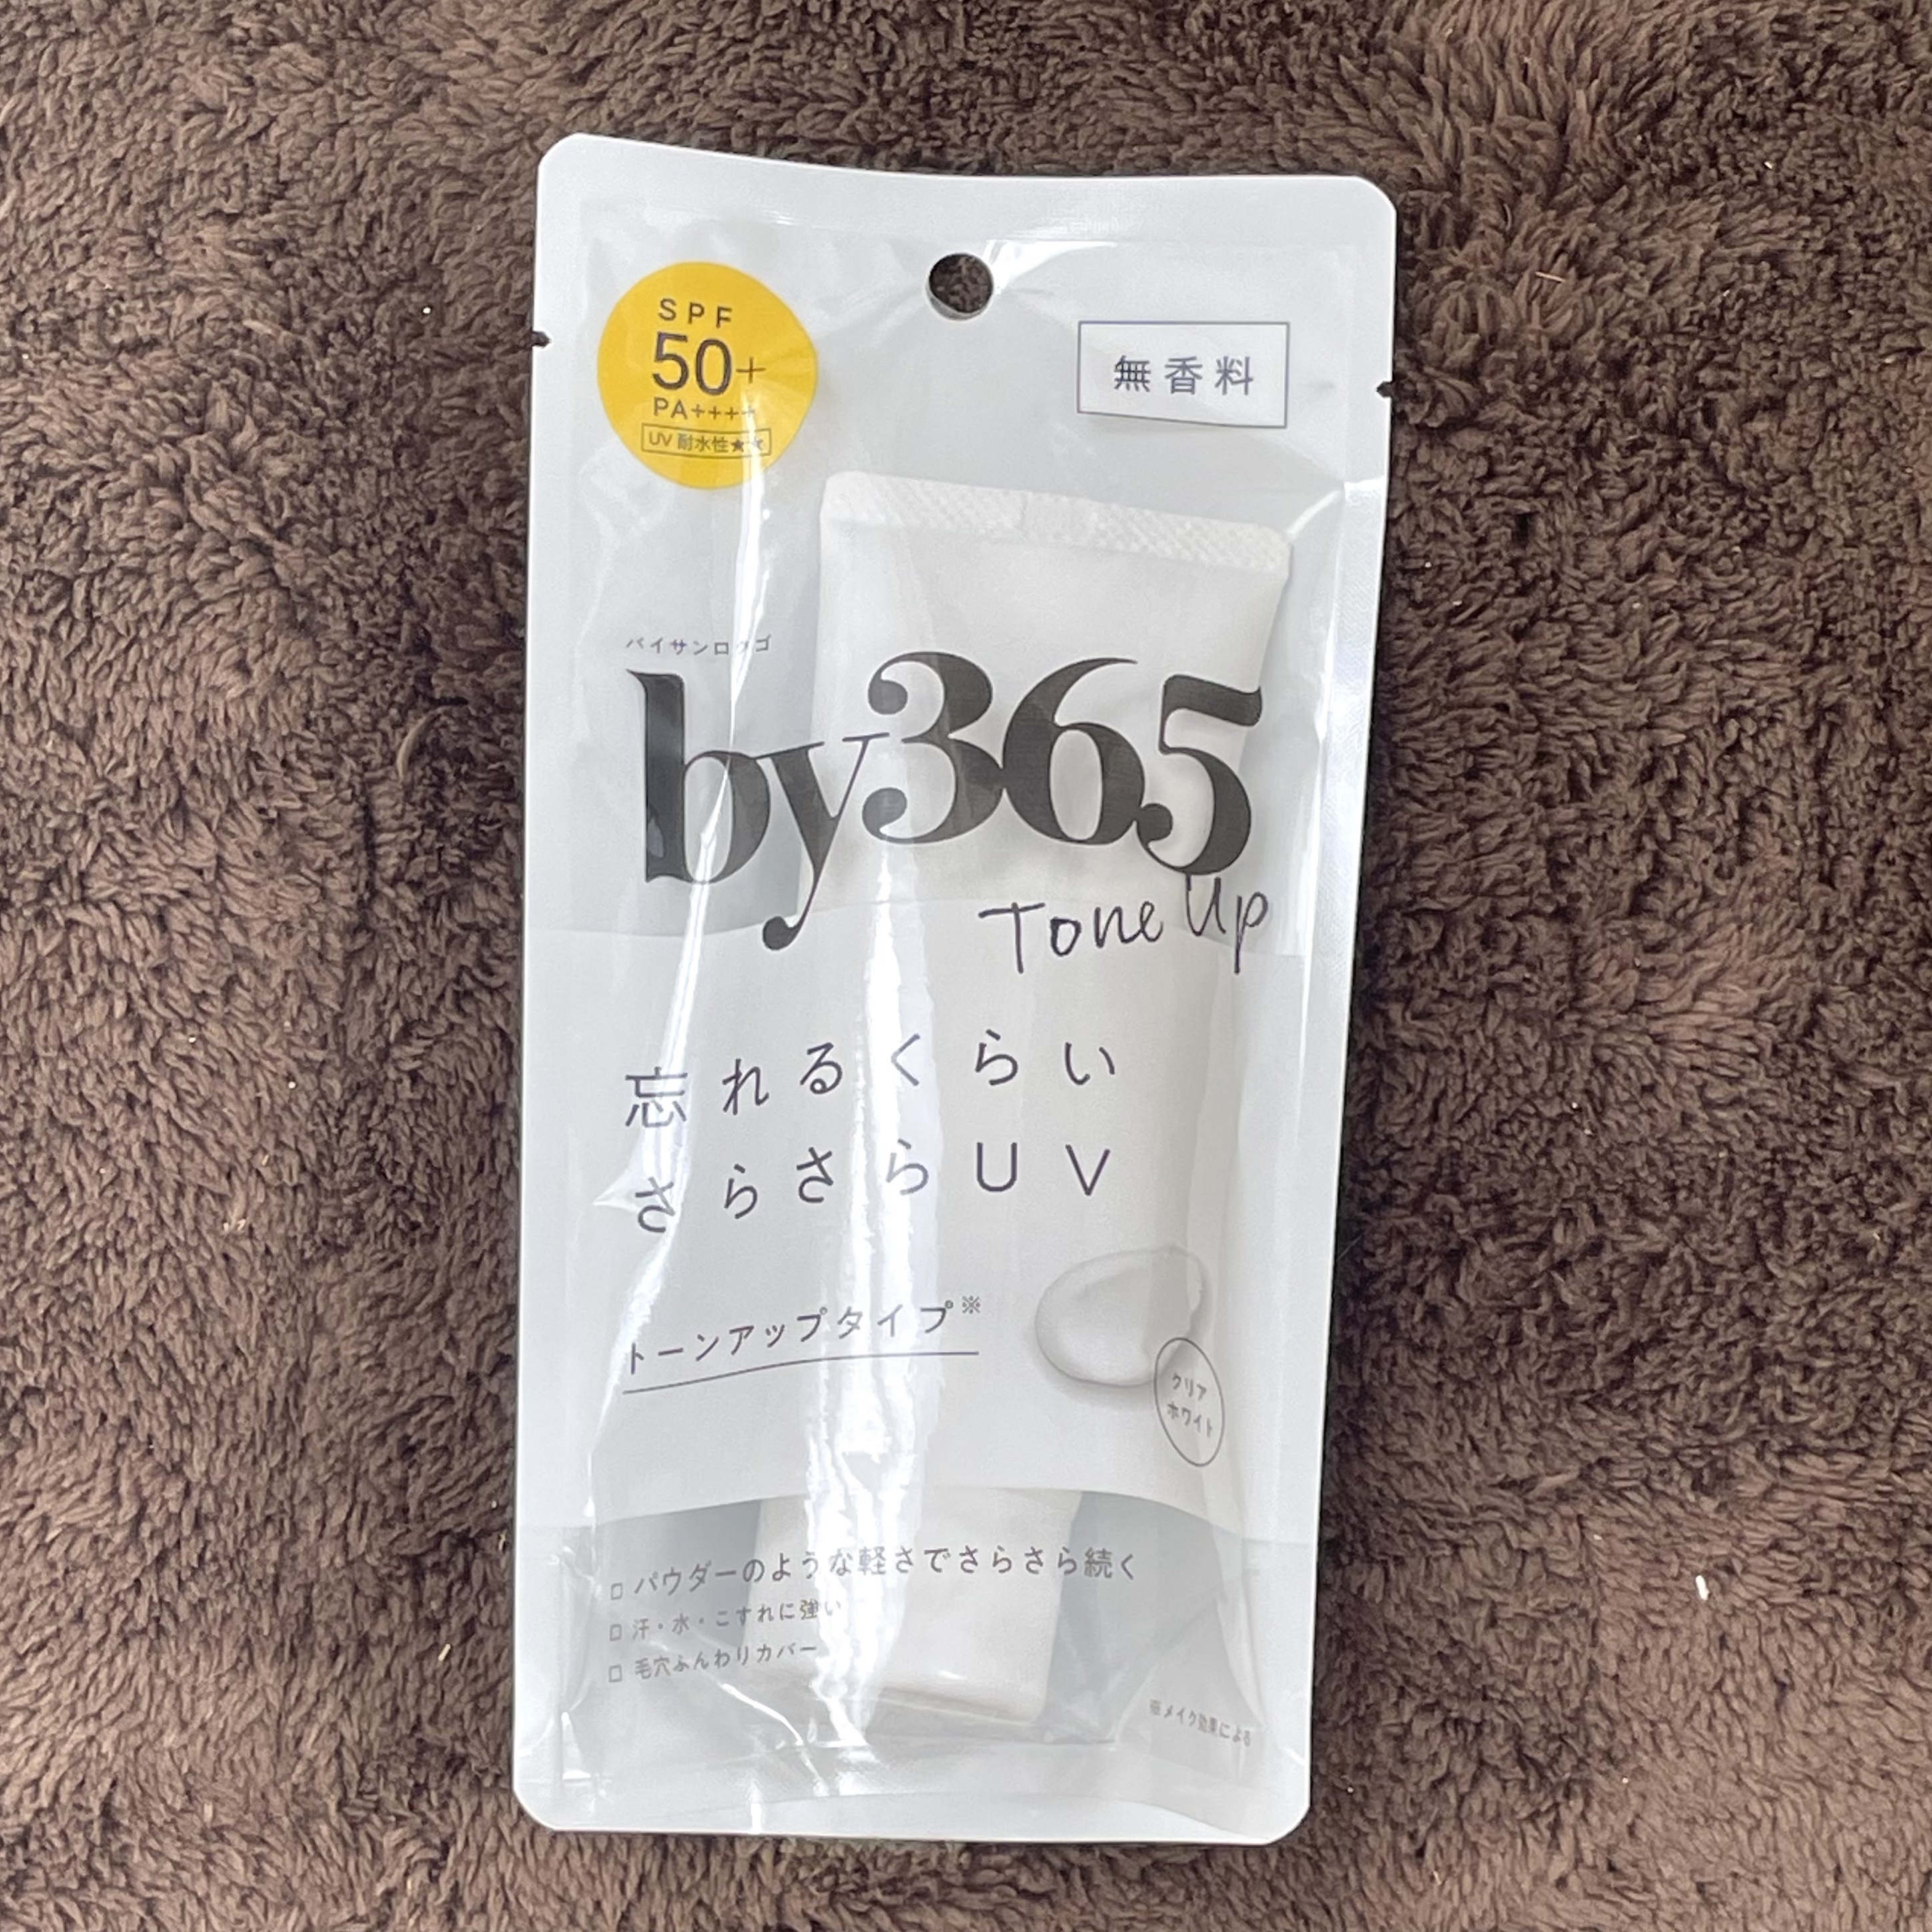 SPF
50+
PA++++
UV 耐水性★★
無香料
バイサンロクゴ
by365
Tone Up
忘れるくらい
さらさらUV
トーンアップタイプ※
クリア
ホワイト
□ パウダーのような軽さでさらさら続く
□ 汗・水・こすれに強い
□ 毛穴ふんわりカバー
※メイク効果による